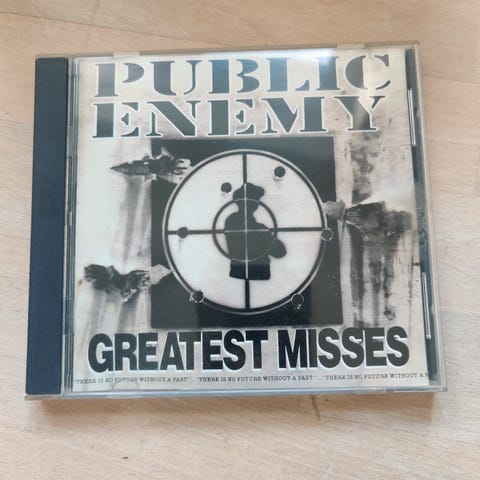 PUBLIC
ENEMY
GREATEST MISSES
"THERE IS NO FUTURE WITHOUT A PAST" "THERE IS NO FUTURE WITHOUT A PAST" "THERE IS NO FUTURE WITHOUT A